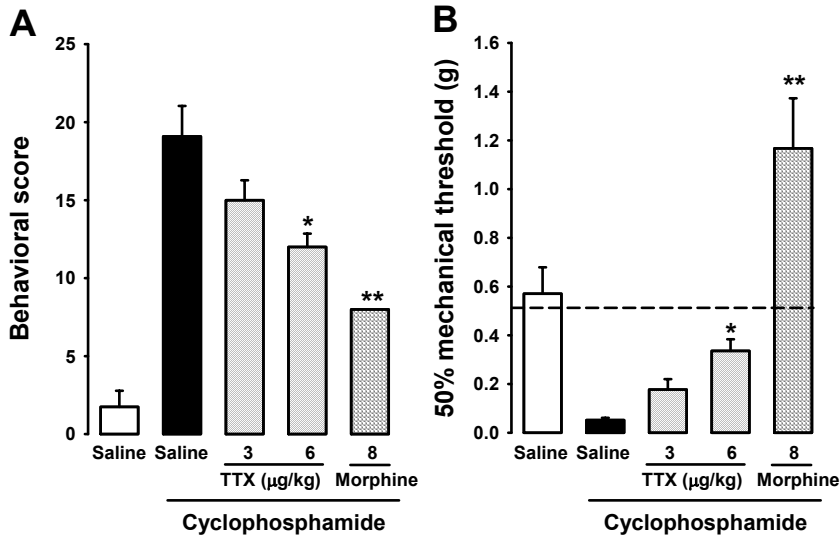 A
Behavioral score
25
20
15
10
5
0
**
*
Saline
Saline
3
6
8
TTX (μg/kg)
Morphine
Cyclophosphamide
B
50% mechanical threshold (g)
1.6
1.4
1.2
1.0
0.8
0.6
0.4
0.2
0.0
**
*
Saline
Saline
3
6
8
TTX (μg/kg)
Morphine
Cyclophosphamide